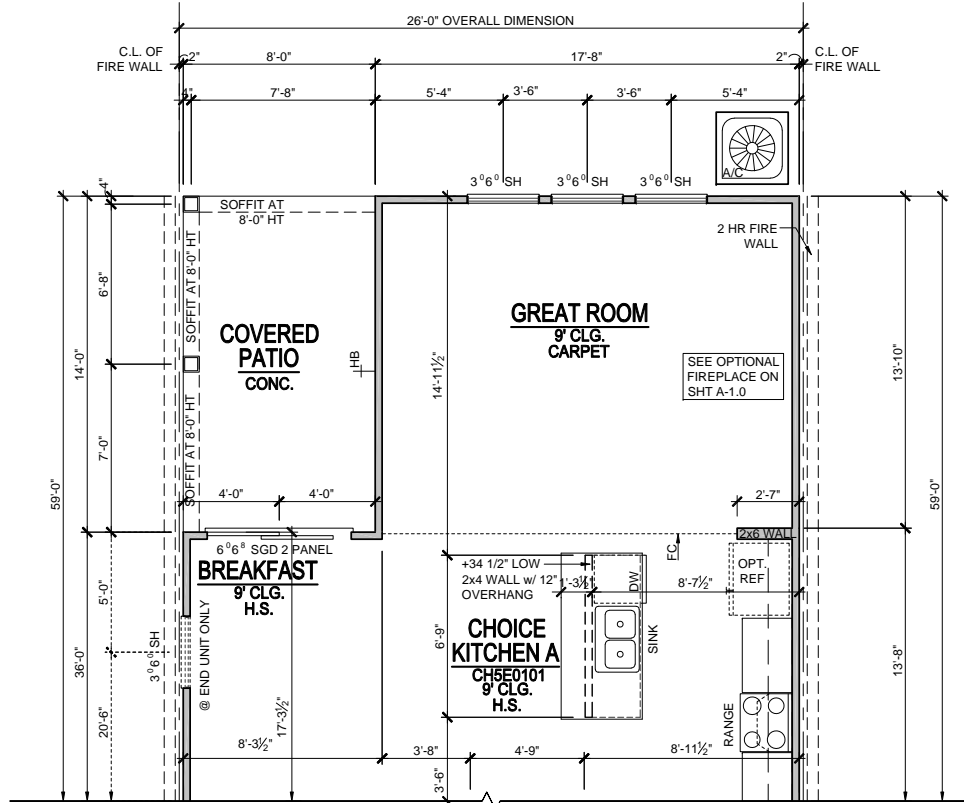 26'-0" OVERALL DIMENSION
C.L. OF
FIRE WALL
2"
8'-0"
17'-8"
2"
C.L. OF
FIRE WALL
4"
7'-8"
5'-4"
3'-6"
3'-6"
5'-4"
A/C
4"
3⁰6⁰ SH
3⁰6⁰ SH
3⁰6⁰ SH
SOFFIT AT
8'-0" HT
2 HR FIRE
WALL
6'-8"
SOFFIT AT 8'-0" HT
GREAT ROOM
9' CLG.
CARPET
COVERED
PATIO
CONC.
HB
14'-0"
14'-11½"
SEE OPTIONAL
FIREPLACE ON
SHT A-1.0
13'-10"
7'-0"
SOFFIT AT 8'-0" HT
59'-0"
59'-0"
4'-0"
4'-0"
2'-7"
2x6 WALL
6⁰6⁸ SGD 2 PANEL
FC
BREAKFAST
9' CLG.
H.S.
+34 1/2" LOW
2x4 WALL w/ 12"
OVERHANG
1'-3½"
DW
8'-7½"
OPT.
REF
5'-0"
3⁰6⁰ SH
@ END UNIT ONLY
CHOICE
KITCHEN A
CH5E0101
9' CLG.
H.S.
6'-9"
SINK
36'-0"
13'-8"
20'-6"
17'-3½"
RANGE
8'-3½"
3'-8"
4'-9"
8'-11½"
3'-6"